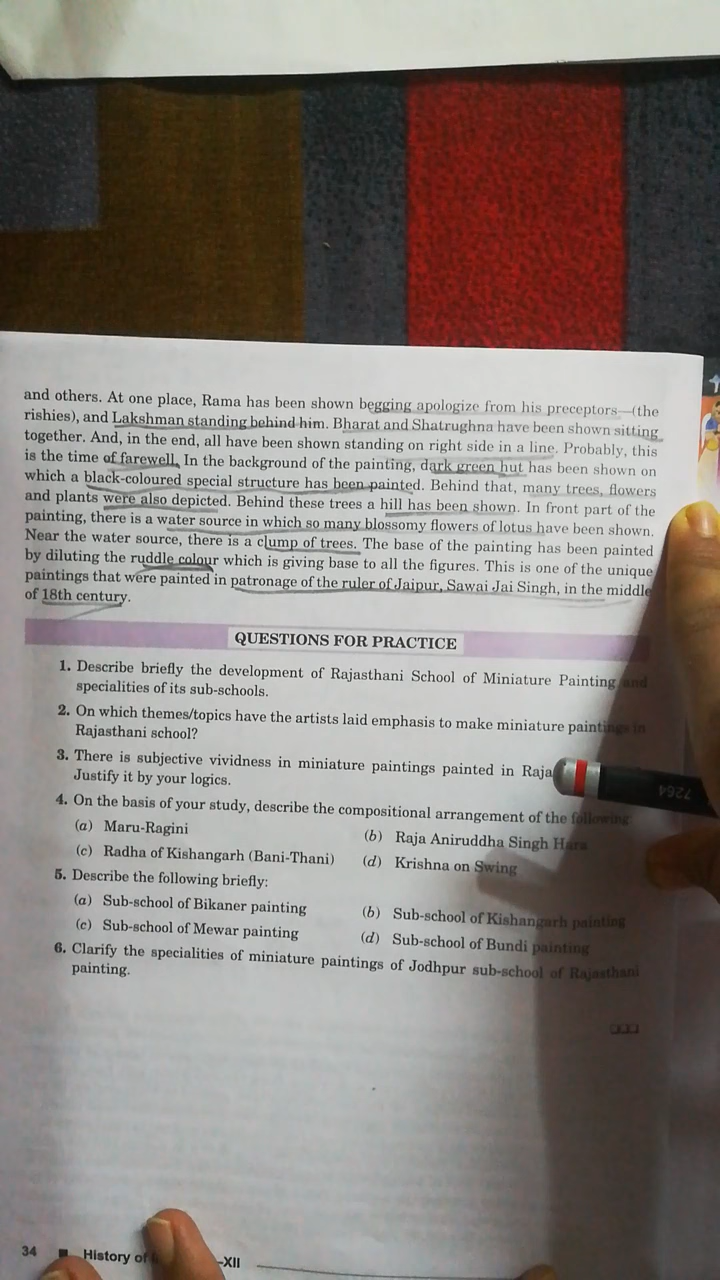 and others. At one place, Rama has been shown begging apologize from his preceptors—(the
rishies), and Lakshman standing behind him. Bharat and Shatrughna have been shown sitting
together. And, in the end, all have been shown standing on right side in a line. Probably, this
is the time of farewell. In the background of the painting, dark green hut has been shown on
which a black-coloured special structure has been painted. Behind that, many trees, flowers
and plants were also depicted. Behind these trees a hill has been shown. In front part of the
painting, there is a water source in which so many blossomy flowers of lotus have been shown.
Near the water source, there is a clump of trees. The base of the painting has been painted
by diluting the ruddle colour which is giving base to all the figures. This is one of the unique
paintings that were painted in patronage of the ruler of Jaipur, Sawai Jai Singh, in the middle
of 18th century.
QUESTIONS FOR PRACTICE
1. Describe briefly the development of Rajasthani School of Miniature Painting and
specialities of its sub-schools.
2. On which themes/topics have the artists laid emphasis to make miniature paintings in
Rajasthani school?
3. There is subjective vividness in miniature paintings painted in
Justify it by your logics.
4. On the basis of your study, describe the compositional arrangement of the following:
(a) Maru-Ragini (b) Raja Aniruddha Singh Hara
(c) Radha of Kishangarh (Bani-Thani) (d) Krishna on Swing
5. Describe the following briefly:
(a) Sub-school of Bikaner painting (b) Sub-school of Kishangarh painting
(c) Sub-school of Mewar painting (d) Sub-school of Bundi painting
6. Clarify the specialities of miniature paintings of Jodhpur sub-school of Rajasthani
painting.
34 ■ History of -XII
7264